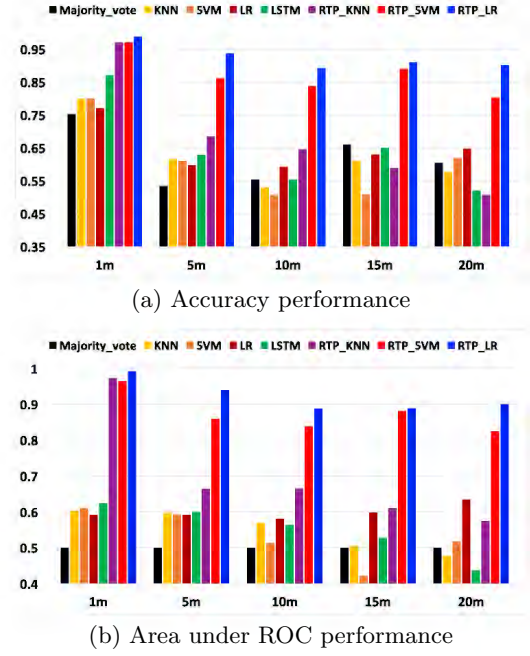 Majority_vote KNN SVM LR LSTM RTP_KNN RTP_SVM RTP_LR
0.95
0.85
0.75
0.65
0.55
0.45
0.35
1m 5m 10m 15m 20m
(a) Accuracy performance
Majority_vote KNN SVM LR LSTM RTP_KNN RTP_SVM RTP_LR
1
0.9
0.8
0.7
0.6
0.5
0.4
1m 5m 10m 15m 20m
(b) Area under ROC performance